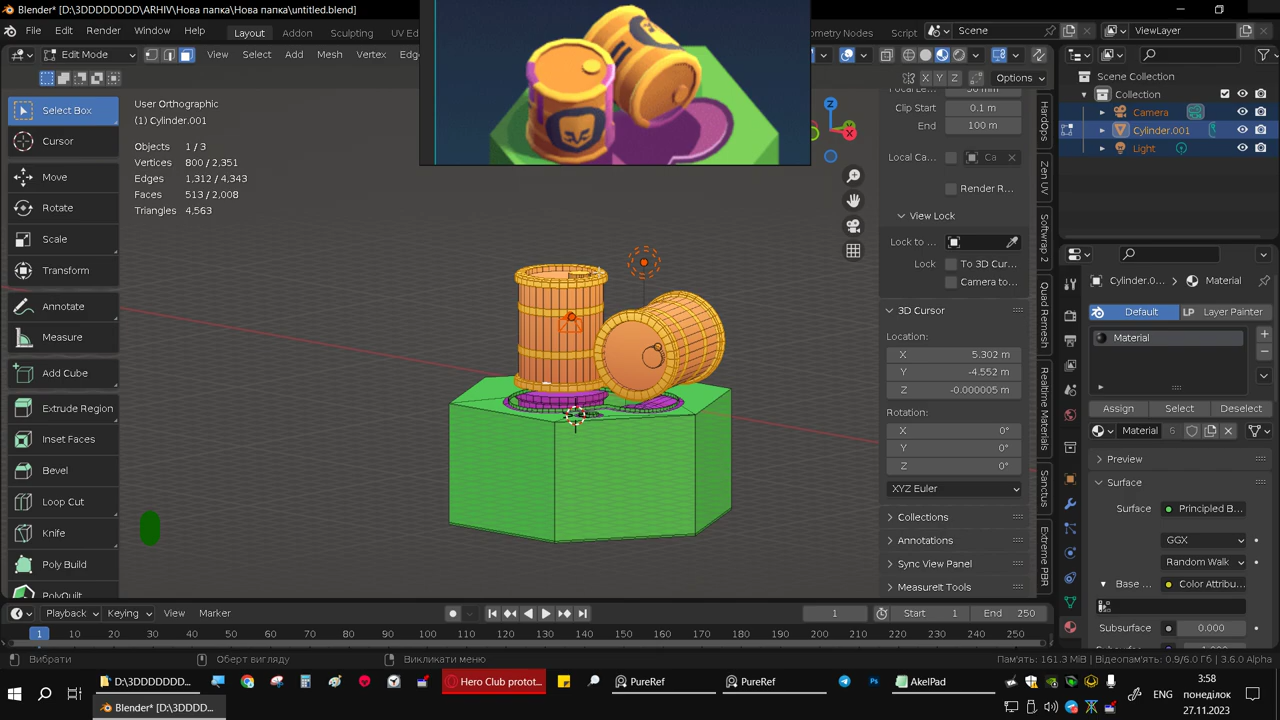 Blender* [D:\3DDDDDDD\ARHIV\Нова папка\Нова папка\untitled.blend]
File Edit Render Window Help Layout Addon Sculpting UV Edi ometry Nodes Scene ViewLayer
Edit Mode View Select Add Mesh Vertex Edge
X Y Z Options
Select Box
Cursor
Move
Rotate
Scale
Transform
Annotate
Measure
Add Cube
Extrude Region
Inset Faces
Bevel
Loop Cut
Knife
Poly Build
PolyQuilt
User Orthographic
(1) Cylinder.001
Objects 1 / 3
Vertices 800 / 2,351
Edges 1,312 / 4,343
Faces 513 / 2,008
Triangles 4,563
Z
X
Clip Start 0.1 m
End 100 m
Local Ca... Ca
Render R...
View Lock
Lock to ...
Lock To 3D Cur...
Camera to...
3D Cursor
Location:
X 5.302 m
Y -4.552 m
Z -0.000005 m
Rotation:
X 0°
Y 0°
Z 0°
XYZ Euler
Collections
Annotations
Sync View Panel
MeasureIt Tools
HardOps
Zen UV
Softwrap 2
Quad Remesh
Realtime Materials
Sanctus
Extreme PBR
Scene Collection
Collection
Camera
Cylinder.001
Light
Cylinder.0... Material
Default LP Layer Painter
Material
Assign Select Deselect
Material 6
Preview
Surface
Surface Principled B...
GGX
Random Walk
Base ... Color Attribu...
Subsurface 0.000
Playback Keying View Marker 1 Start 1 End 250
1 10 20 30 40 50 60 70 80 90 100 110 120 130 140 150 160 170 180 190 200 210 220 230 240 250
Вибрати Оберт вигляду Викликати меню Пам'ять: 161.3 MiB | Відеопам'ять: 0.9/6.0 Гі | 3.6.0 Alpha
D:\3DDDDDDD... Hero Club protot... PureRef PureRef AkelPad
Blender* [D:\3DDDD...
3:58
ENG понеділок
27.11.2023